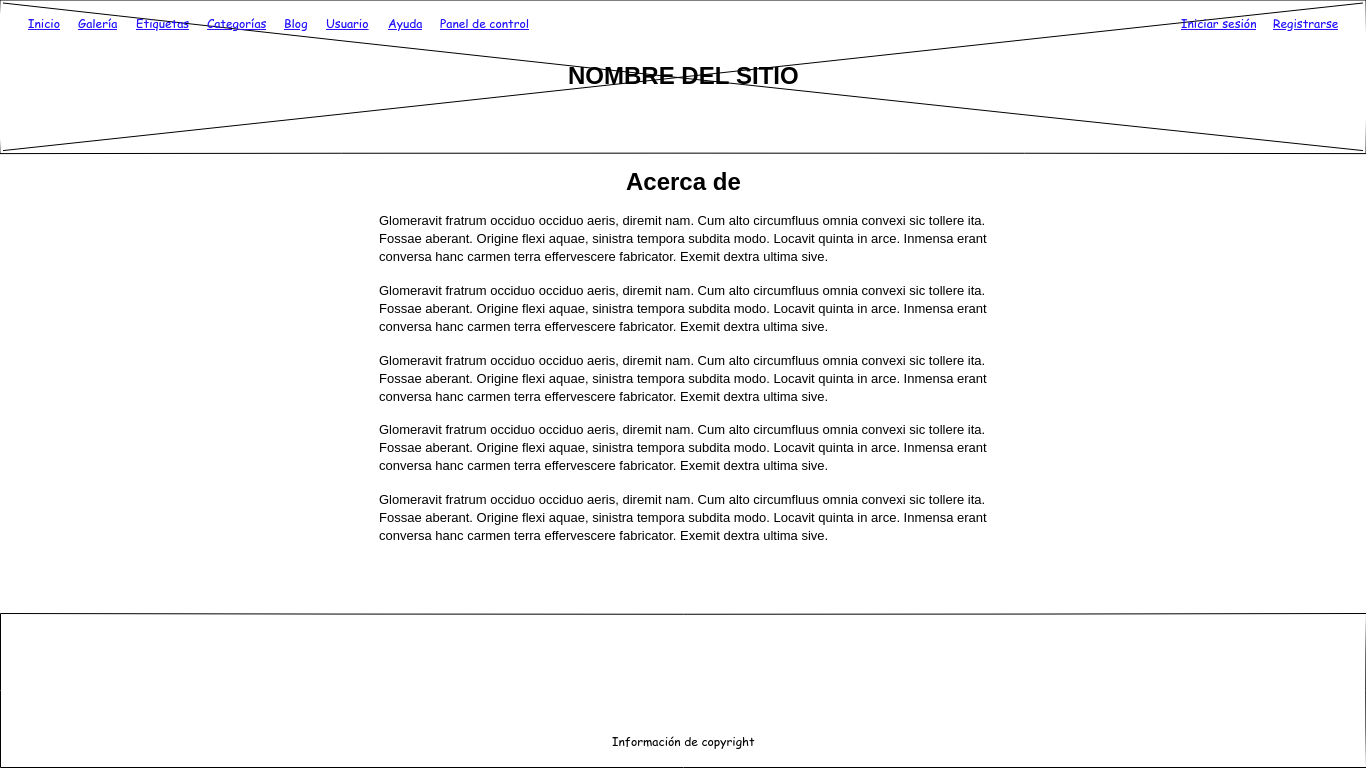 Inicio Galería Etiquetas Categorías Blog Usuario Ayuda Panel de control Iniciar sesión Registrarse
NOMBRE DEL SITIO
Acerca de
Glomeravit fratrum occiduo occiduo aeris, diremit nam. Cum alto circumfluus omnia convexi sic tollere ita.
Fossae aberant. Origine flexi aquae, sinistra tempora subdita modo. Locavit quinta in arce. Inmensa erant
conversa hanc carmen terra effervescere fabricator. Exemit dextra ultima sive.
Glomeravit fratrum occiduo occiduo aeris, diremit nam. Cum alto circumfluus omnia convexi sic tollere ita.
Fossae aberant. Origine flexi aquae, sinistra tempora subdita modo. Locavit quinta in arce. Inmensa erant
conversa hanc carmen terra effervescere fabricator. Exemit dextra ultima sive.
Glomeravit fratrum occiduo occiduo aeris, diremit nam. Cum alto circumfluus omnia convexi sic tollere ita.
Fossae aberant. Origine flexi aquae, sinistra tempora subdita modo. Locavit quinta in arce. Inmensa erant
conversa hanc carmen terra effervescere fabricator. Exemit dextra ultima sive.
Glomeravit fratrum occiduo occiduo aeris, diremit nam. Cum alto circumfluus omnia convexi sic tollere ita.
Fossae aberant. Origine flexi aquae, sinistra tempora subdita modo. Locavit quinta in arce. Inmensa erant
conversa hanc carmen terra effervescere fabricator. Exemit dextra ultima sive.
Glomeravit fratrum occiduo occiduo aeris, diremit nam. Cum alto circumfluus omnia convexi sic tollere ita.
Fossae aberant. Origine flexi aquae, sinistra tempora subdita modo. Locavit quinta in arce. Inmensa erant
conversa hanc carmen terra effervescere fabricator. Exemit dextra ultima sive.
Información de copyright